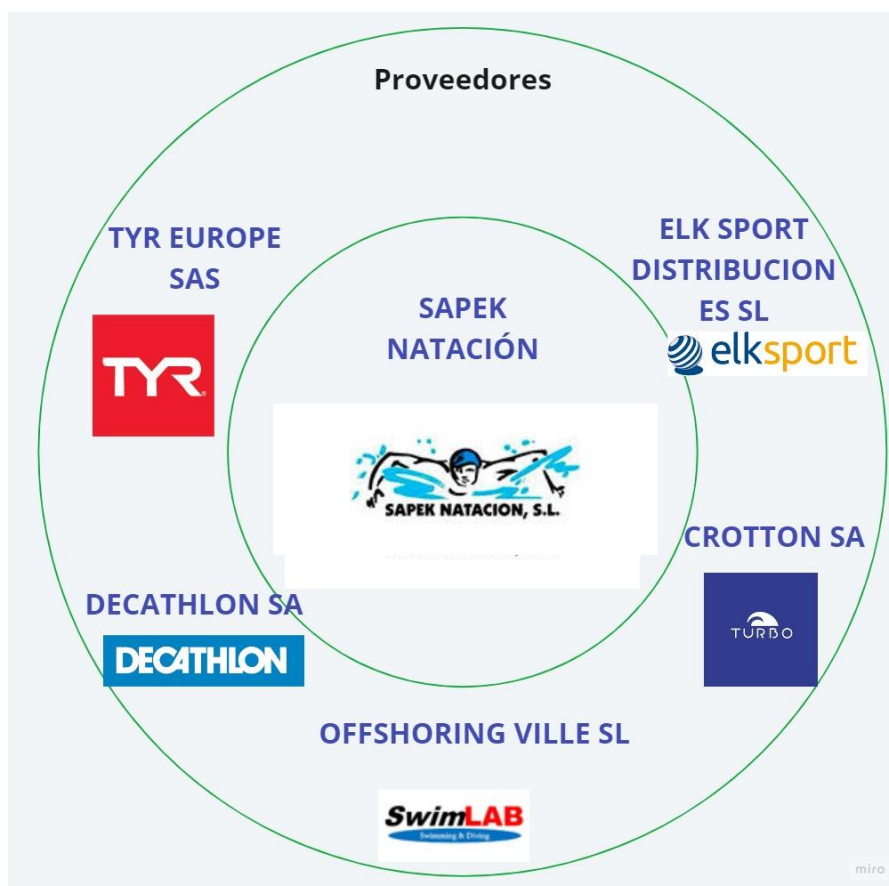 Proveedores
TYR EUROPE
SAS
TYR
ELK SPORT
DISTRIBUCION
ES SL
elksport
SAPEK
NATACIÓN
SAPEK NATACION, S.L.
CROTTON SA
TURBO
DECATHLON SA
DECATHLON
OFFSHORING VILLE SL
SwimLAB
Swimming & Diving
miro